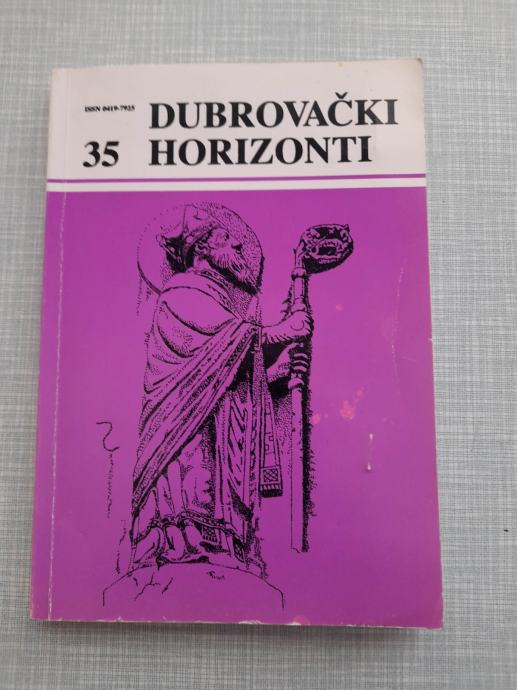 ISSN 0419-7925
35 DUBROVAČKI
HORIZONTI